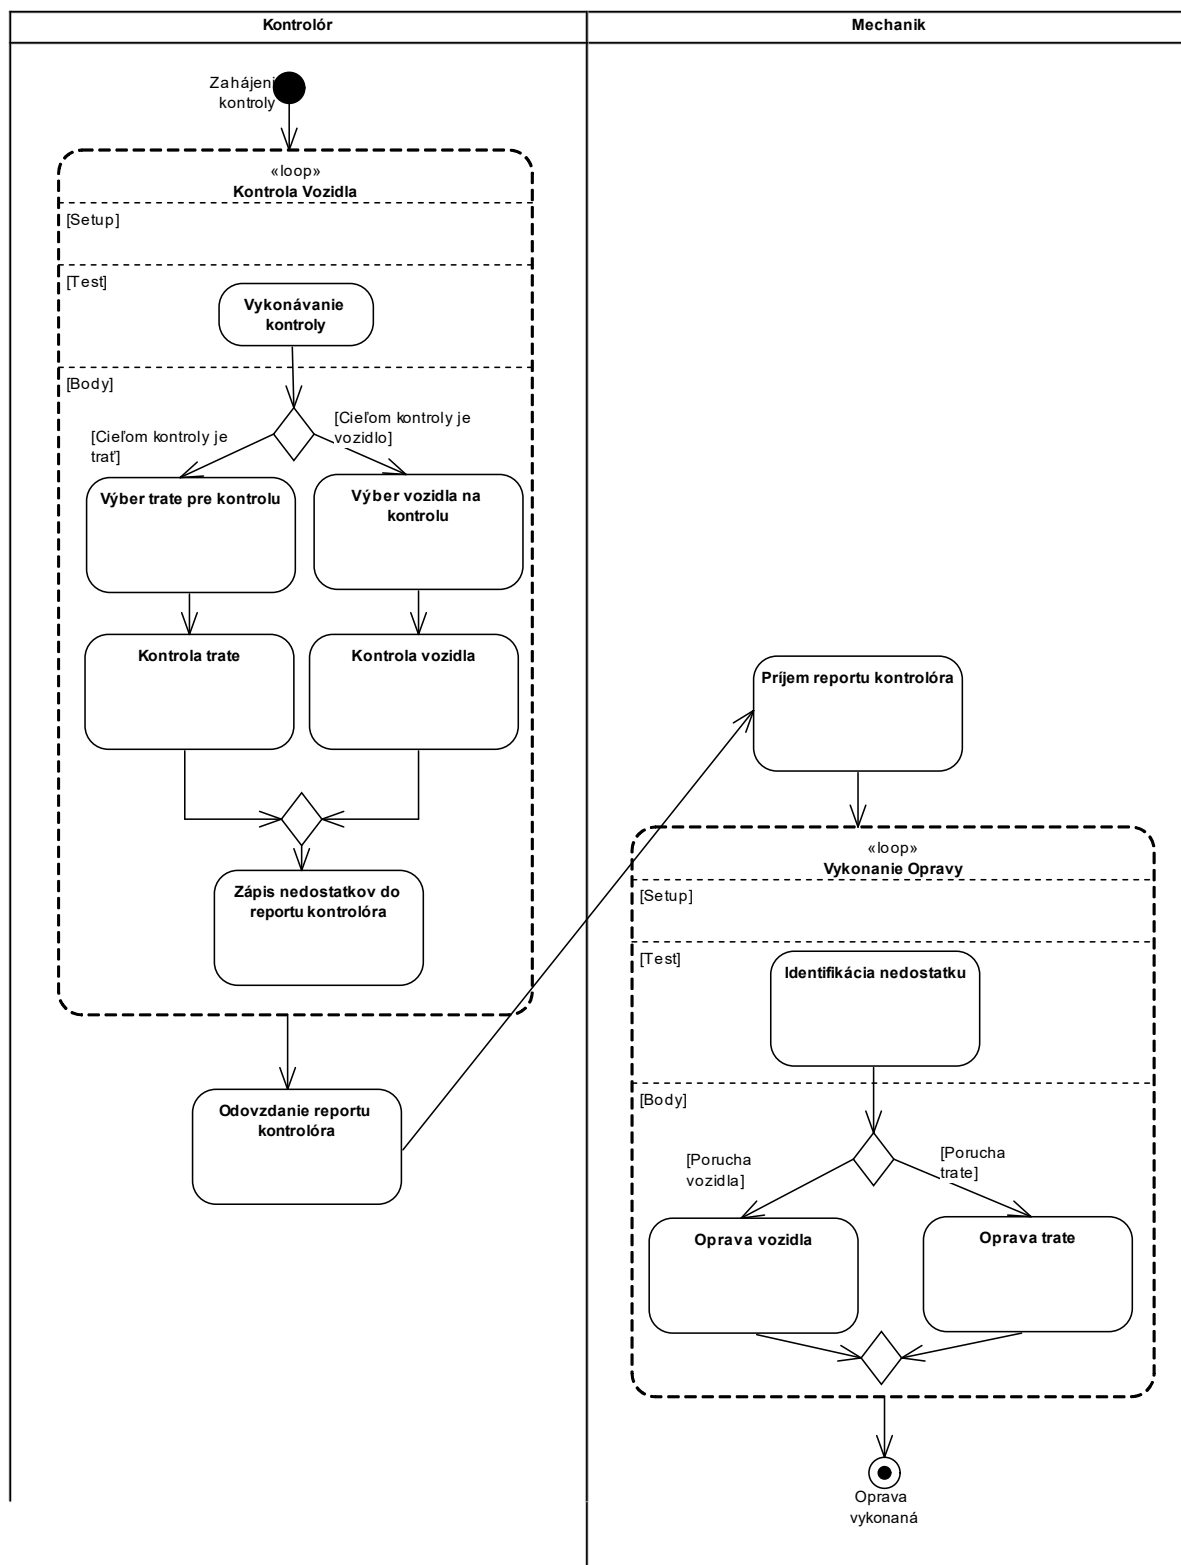 Kontrolór
Mechanik
Zahájeni
kontroly
«loop»
Kontrola Vozidla
[Setup]
[Test]
Vykonávanie
kontroly
[Body]
[Cieľom kontroly je
trať]
[Cieľom kontroly je
vozidlo]
Výber trate pre kontrolu
Výber vozidla na
kontrolu
Kontrola trate
Kontrola vozidla
Zápis nedostatkov do
reportu kontrolóra
Odovzdanie reportu
kontrolóra
Príjem reportu kontrolóra
«loop»
Vykonanie Opravy
[Setup]
[Test]
Identifikácia nedostatku
[Body]
[Porucha
vozidla]
[Porucha
trate]
Oprava vozidla
Oprava trate
Oprava
vykonaná